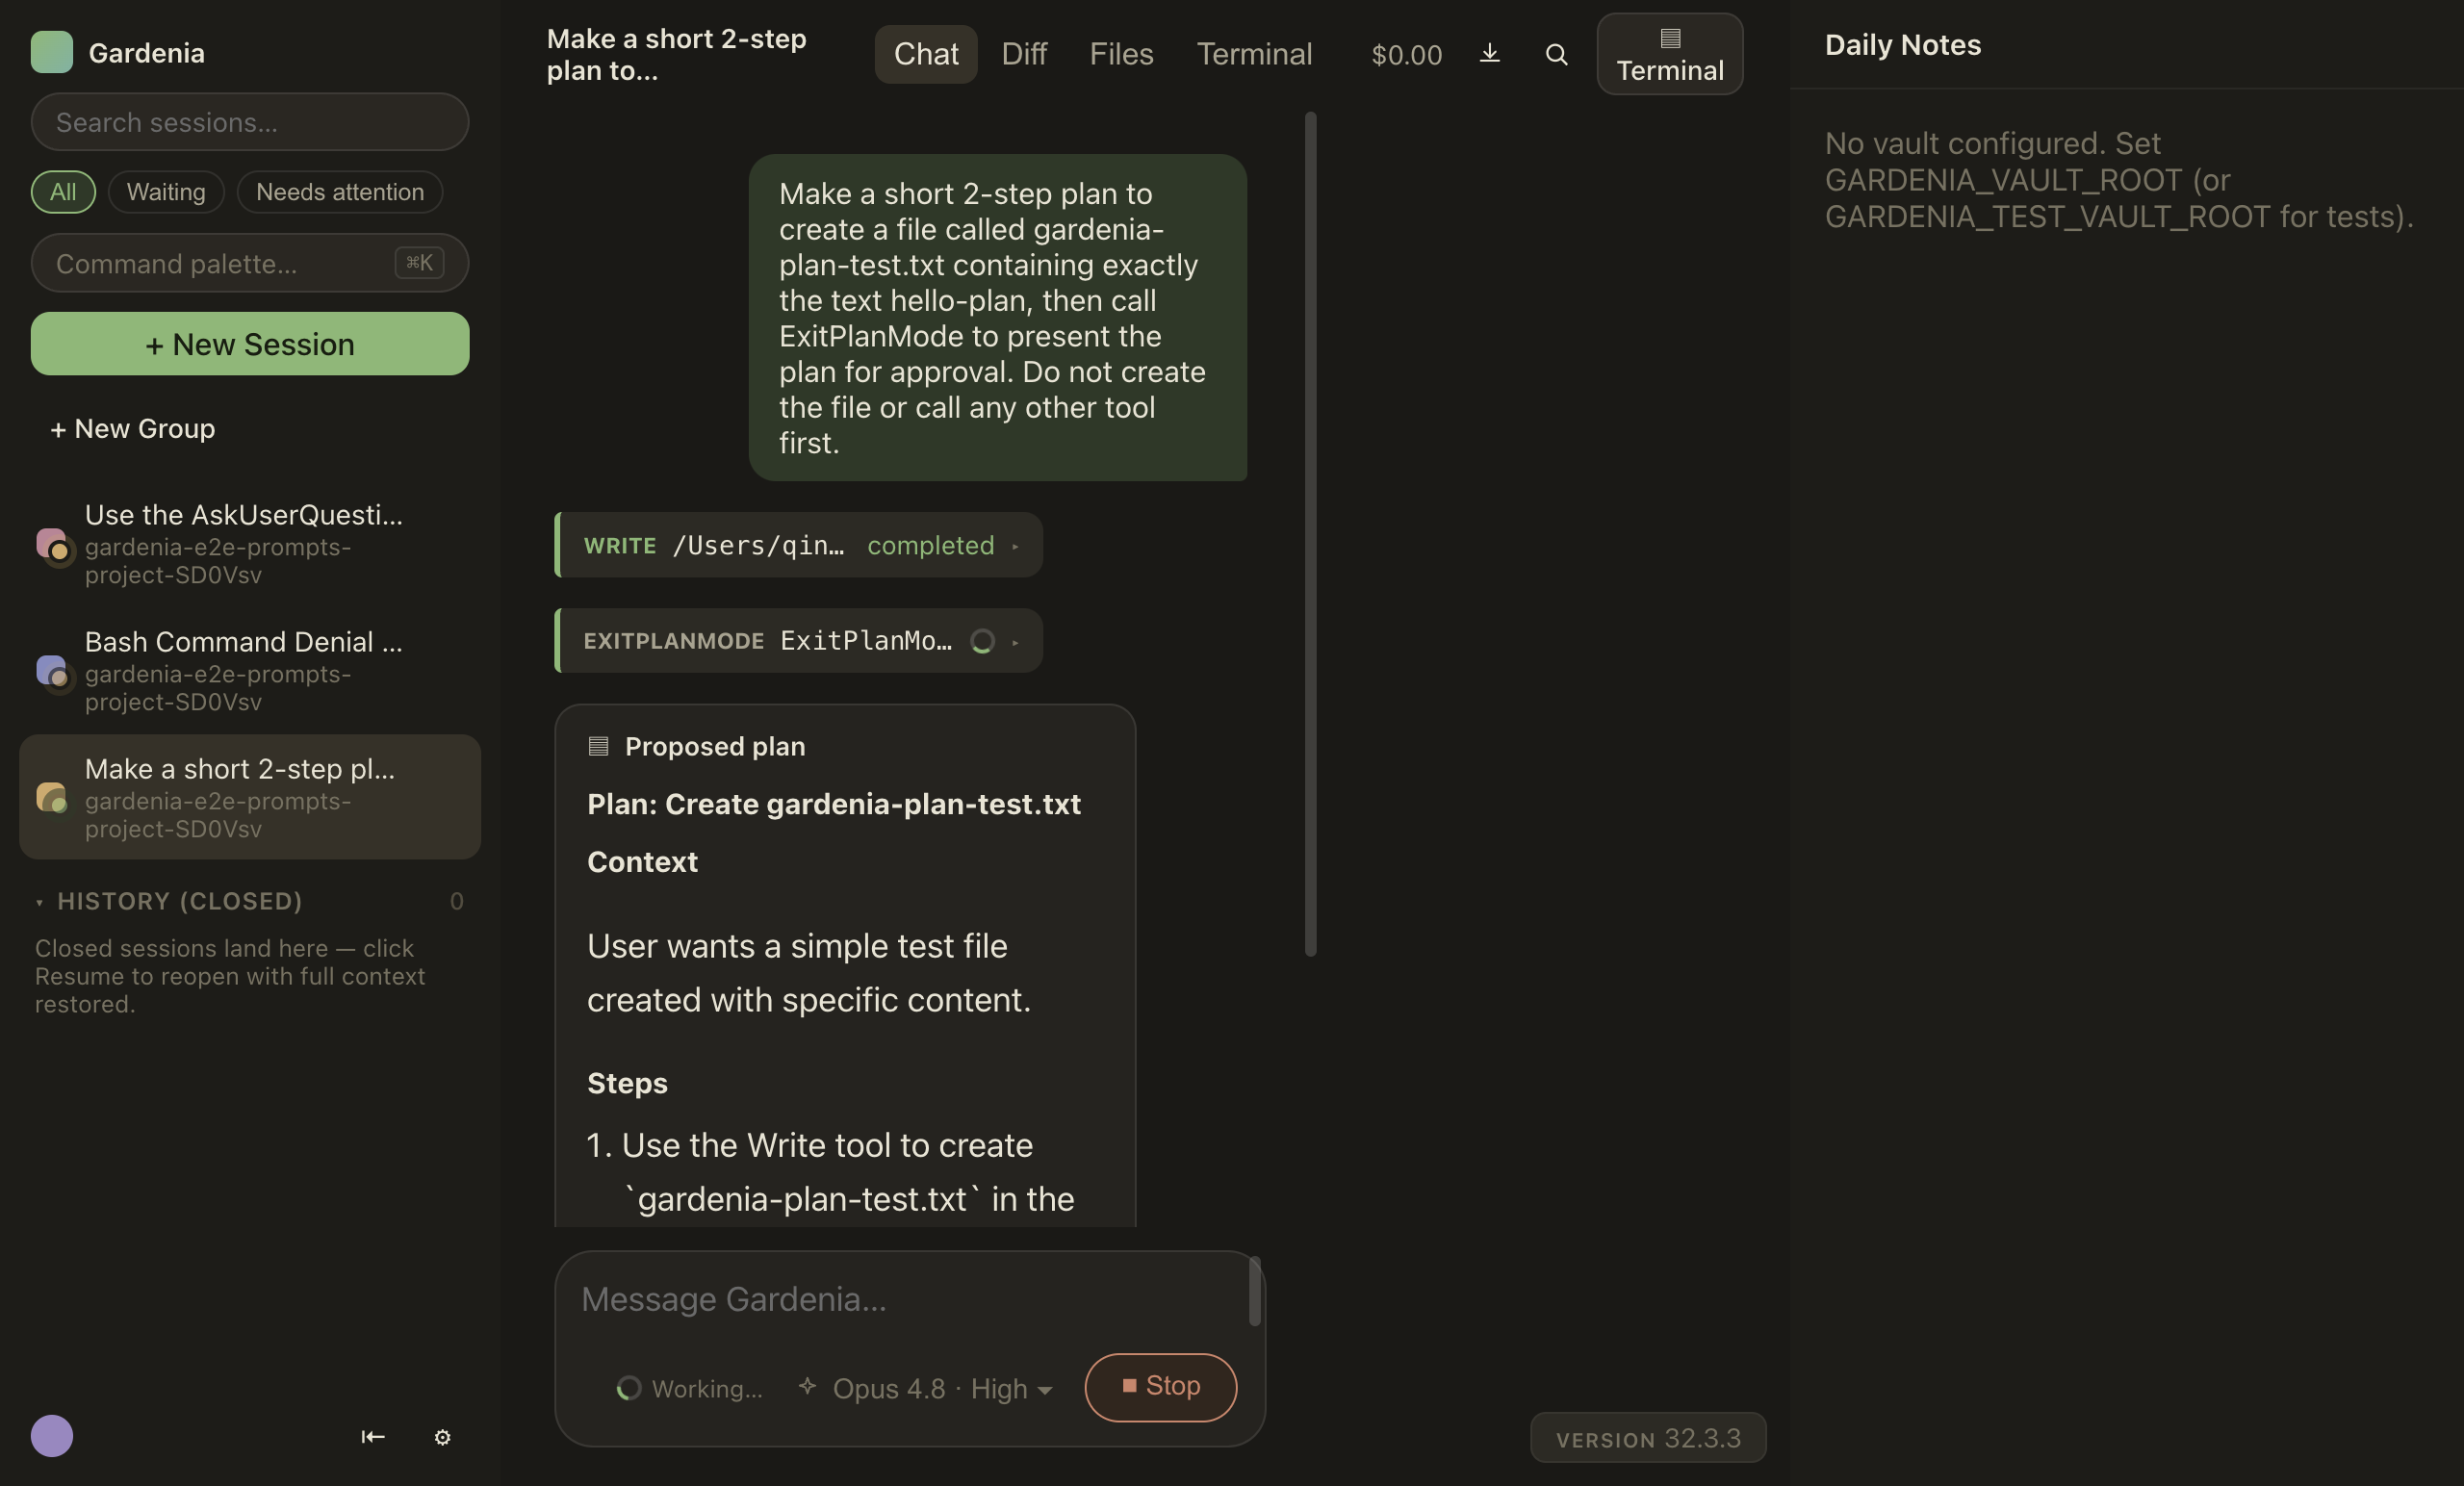 Gardenia
Search sessions...
All
Waiting
Needs attention
Command palette...
⌘K
+ New Session
+ New Group
Use the AskUserQuesti...
gardenia-e2e-prompts-
project-SD0Vsv
Bash Command Denial ...
gardenia-e2e-prompts-
project-SD0Vsv
Make a short 2-step pl...
gardenia-e2e-prompts-
project-SD0Vsv
HISTORY (CLOSED)
0
Closed sessions land here — click
Resume to reopen with full context
restored.
Make a short 2-step
plan to...
Chat
Diff
Files
Terminal
$0.00
Terminal
Make a short 2-step plan to
create a file called gardenia-
plan-test.txt containing exactly
the text hello-plan, then call
ExitPlanMode to present the
plan for approval. Do not create
the file or call any other tool
first.
WRITE /Users/qin… completed
EXITPLANMODE ExitPlanMo…
Proposed plan
Plan: Create gardenia-plan-test.txt
Context
User wants a simple test file
created with specific content.
Steps
1. Use the Write tool to create
`gardenia-plan-test.txt` in the
Message Gardenia...
Working...
Opus 4.8 · High
Stop
VERSION 32.3.3
Daily Notes
No vault configured. Set
GARDENIA_VAULT_ROOT (or
GARDENIA_TEST_VAULT_ROOT for tests).